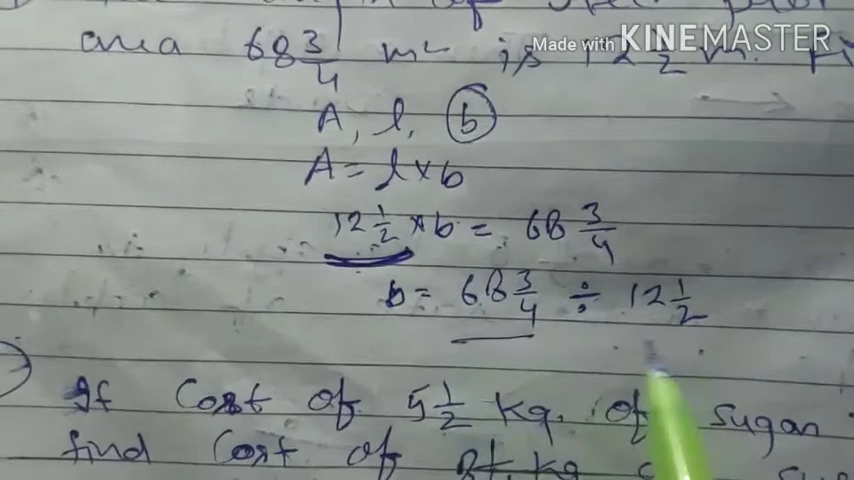 of
area 68 3/4 m² is 12 1/2 m.
Made with KINEMASTER
A, l, b
A = l×b
12 1/2 × b = 68 3/4
b = 68 3/4 ÷ 12 1/2
If Cost of 5 1/2 kg. of sugar
find Cost of kg